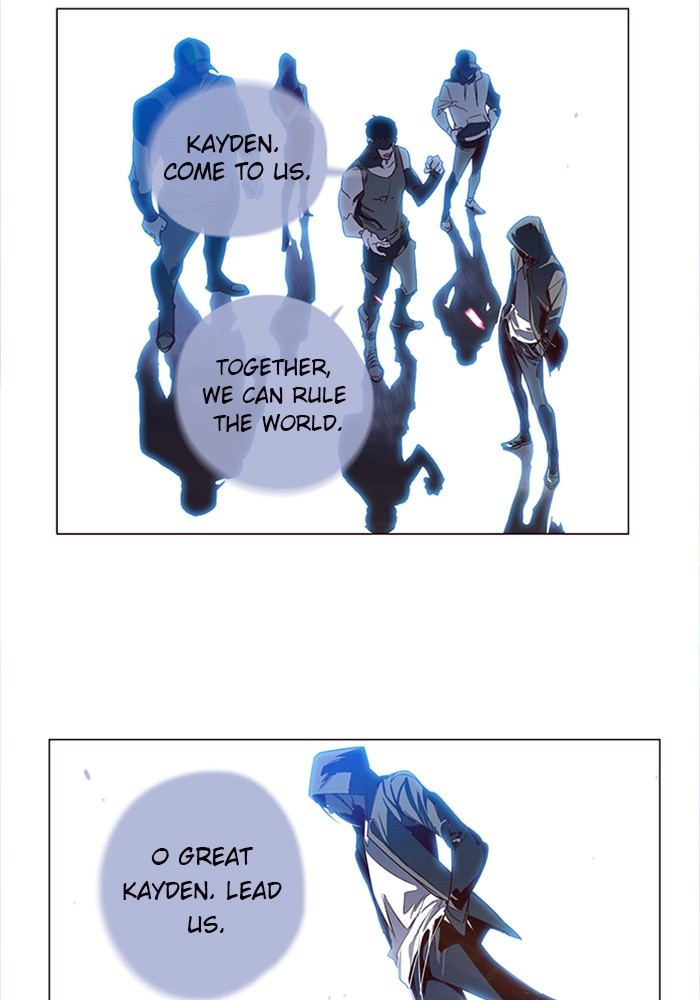 KAYDEN.
COME TO US.
TOGETHER,
WE CAN RULE
THE WORLD.
O GREAT
KAYDEN. LEAD
US.